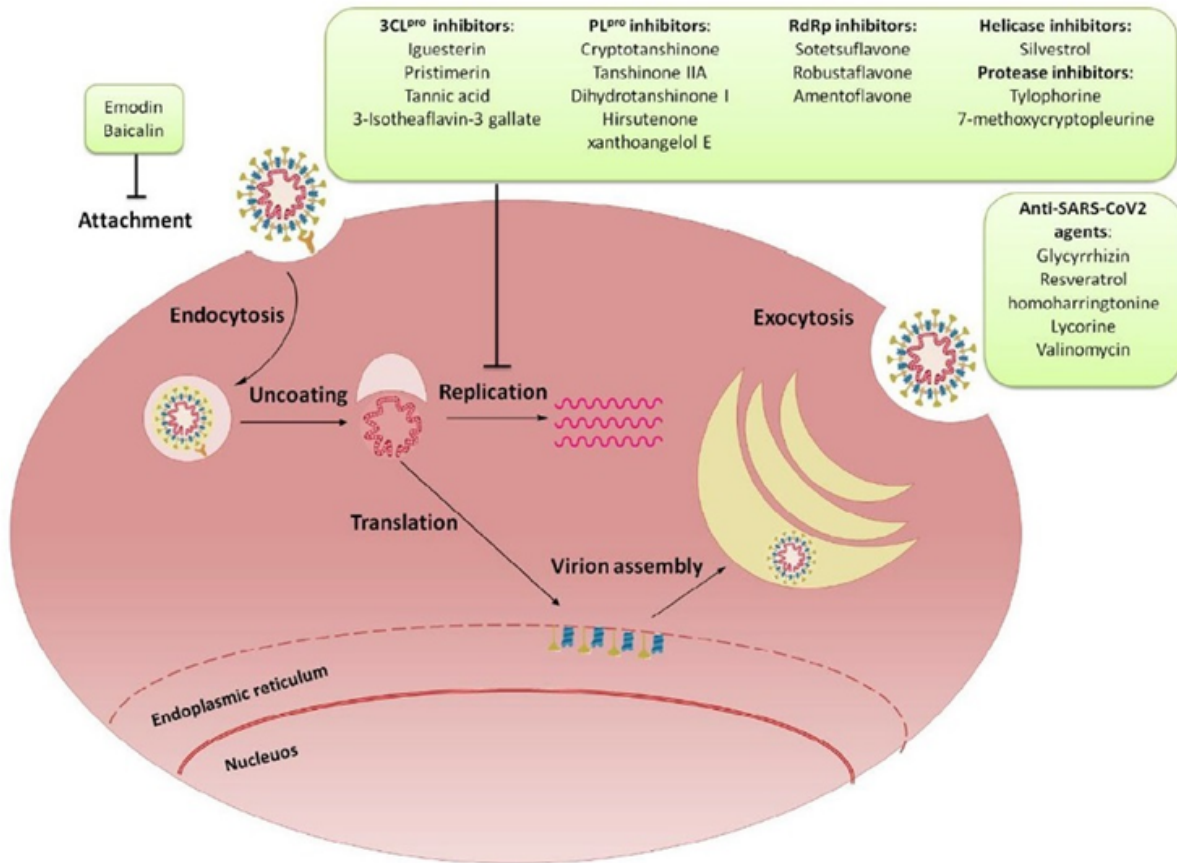 3CLpro inhibitors:
Iguesterin
Pristimerin
Tannic acid
3-Isotheaflavin-3 gallate
PLpro inhibitors:
Cryptotanshinone
Tanshinone IIA
Dihydrotanshinone I
Hirsutenone
xanthoangelol E
RdRp inhibitors:
Sotetsuflavone
Robustaflavone
Amentoflavone
Helicase inhibitors:
Silvestrol
Protease inhibitors:
Tylophorine
7-methoxycryptopleurine
Emodin
Baicalin
Attachment
Anti-SARS-CoV2
agents:
Glycyrrhizin
Resveratrol
homoharringtonine
Lycorine
Valinomycin
Endocytosis
Exocytosis
Uncoating
Replication
Translation
Virion assembly
Endoplasmic reticulum
Nucleuos